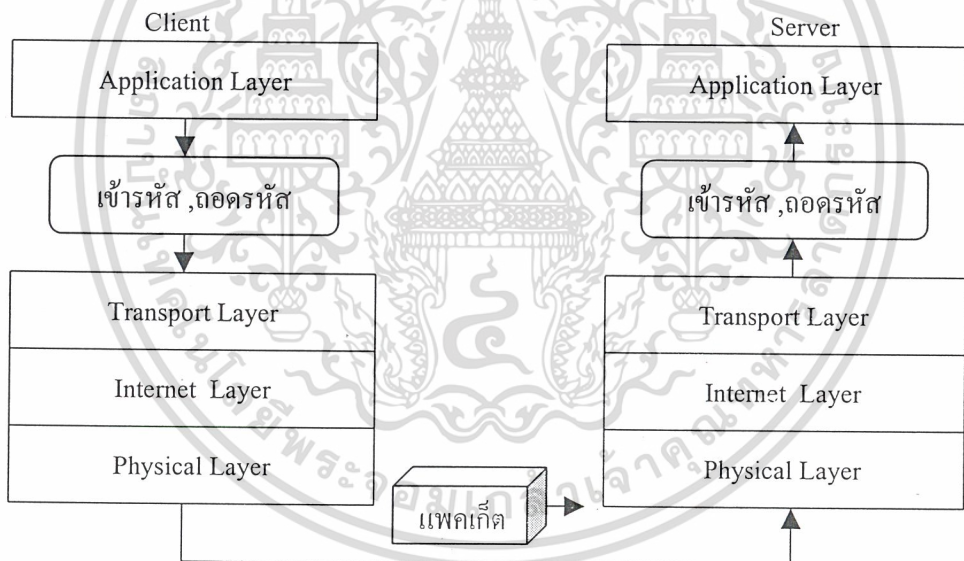 Client
Application Layer
เข้ารหัส ,ถอดรหัส
Transport Layer
Internet Layer
Physical Layer
แพคเก็ต
Server
Application Layer
เข้ารหัส ,ถอดรหัส
Transport Layer
Internet Layer
Physical Layer